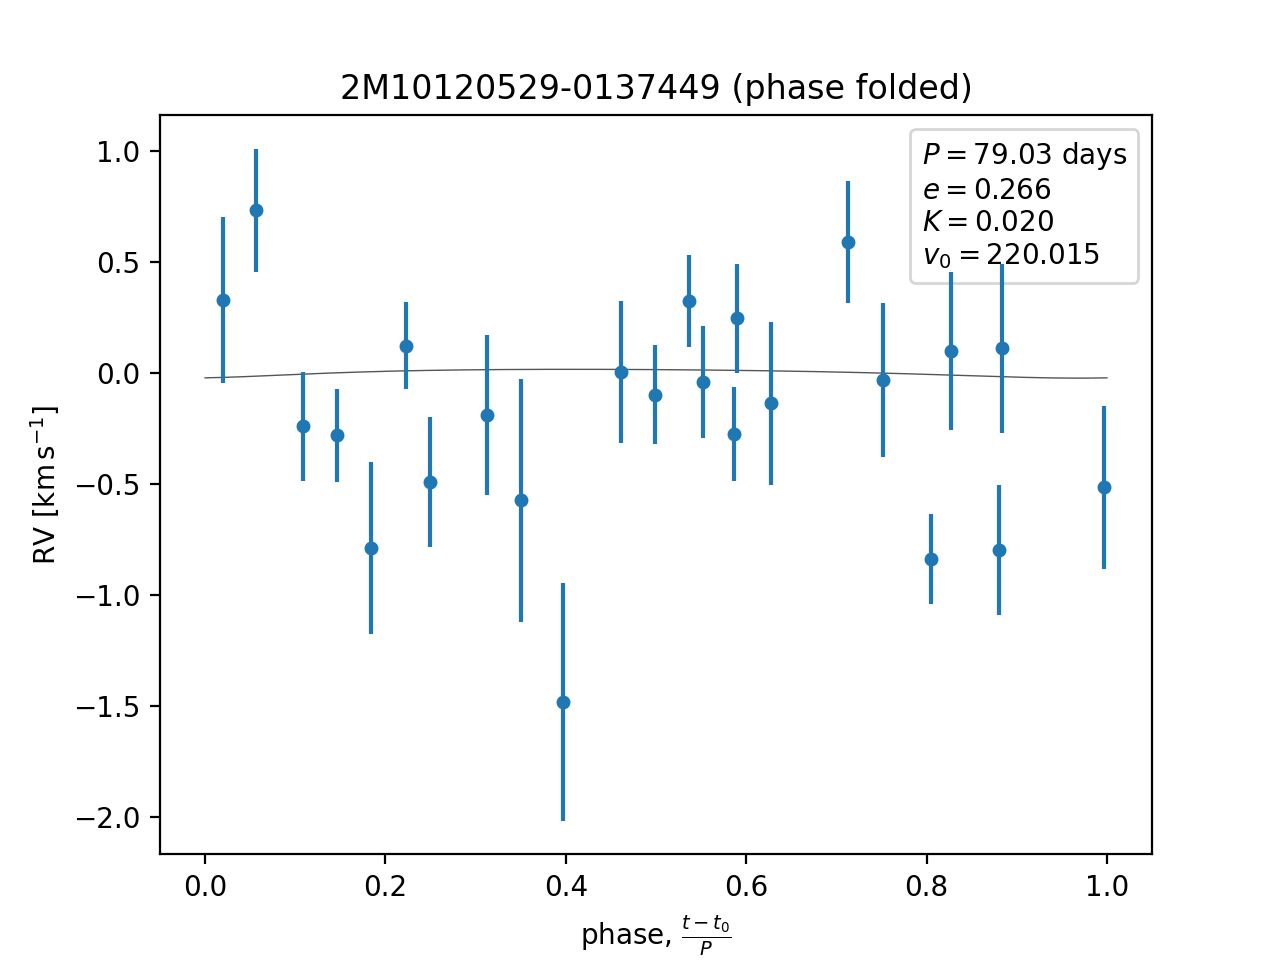 2M10120529-0137449 (phase folded)
P = 79.03 days
e = 0.266
K = 0.020
v₀ = 220.015
1.0
0.5
0.0
−0.5
−1.0
−1.5
−2.0
RV [km s⁻¹]
0.0 0.2 0.4 0.6 0.8 1.0
phase, (t − t₀)/P